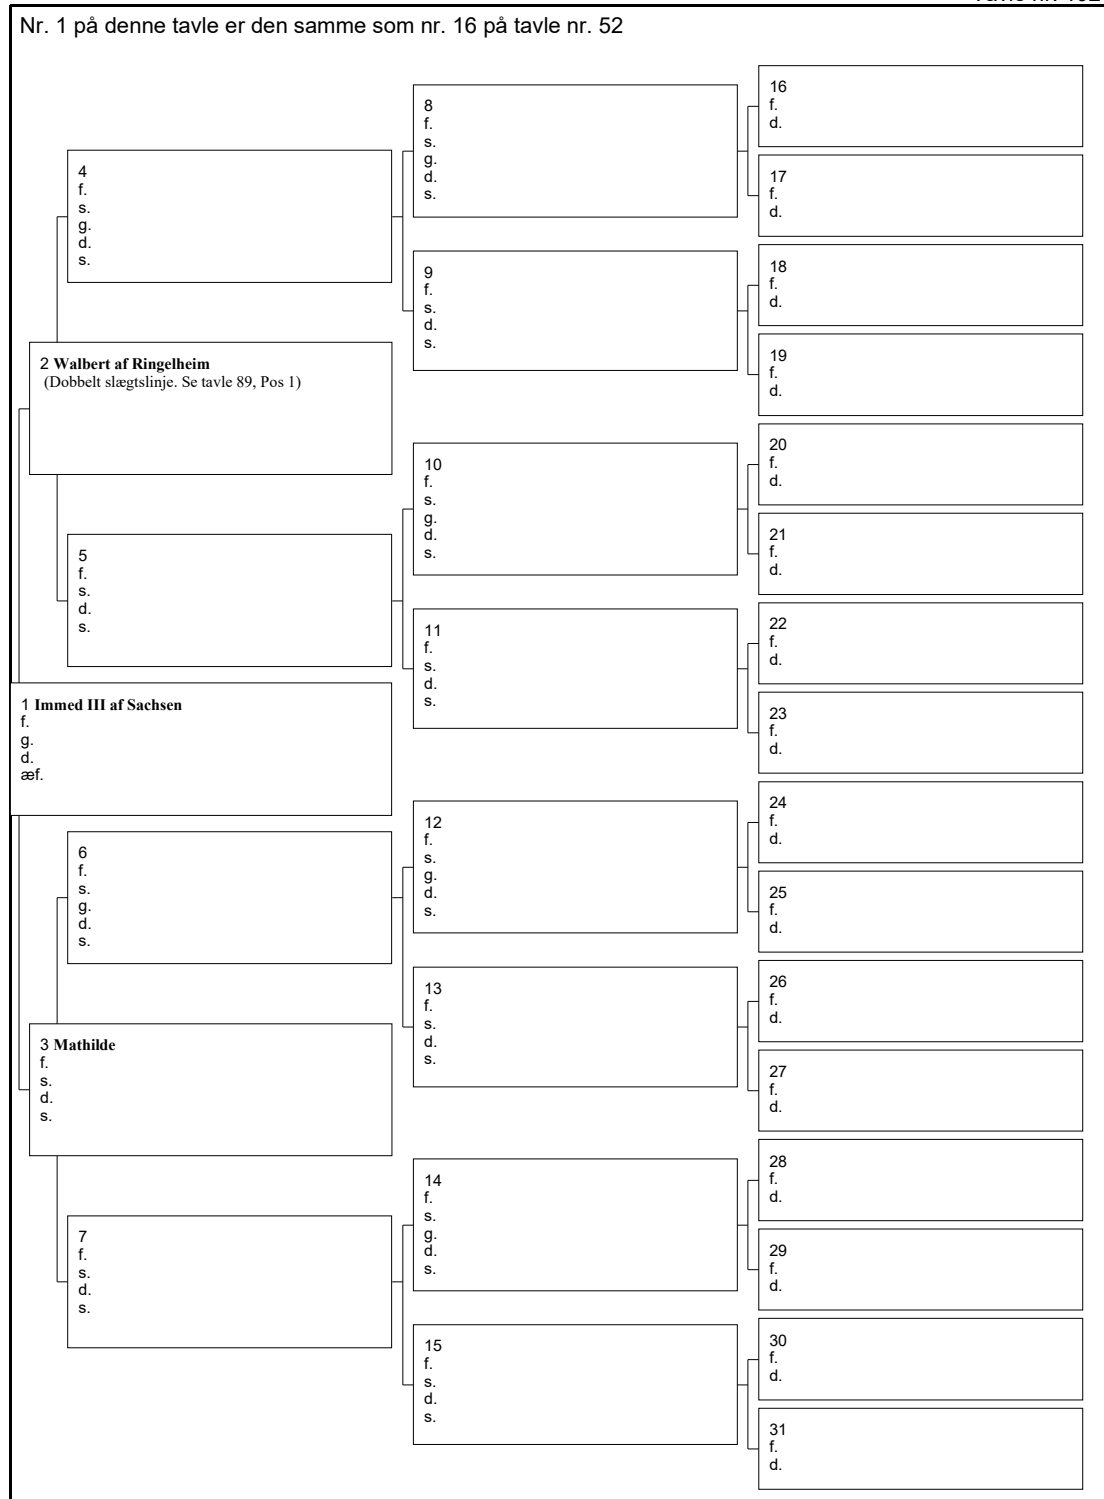 Nr. 1 på denne tavle er den samme som nr. 16 på tavle nr. 52
16
f.
d.
8
f.
s.
g.
d.
s.
17
f.
d.
4
f.
s.
g.
d.
s.
18
f.
d.
9
f.
s.
d.
s.
19
f.
d.
2 Walbert af Ringelheim
(Dobbelt slægtslinje. Se tavle 89, Pos 1)
20
f.
d.
10
f.
s.
g.
d.
s.
21
f.
d.
5
f.
s.
d.
s.
22
f.
d.
11
f.
s.
d.
s.
23
f.
d.
1 Immed III af Sachsen
f.
g.
d.
æf.
24
f.
d.
12
f.
s.
g.
d.
s.
25
f.
d.
6
f.
s.
g.
d.
s.
26
f.
d.
13
f.
s.
d.
s.
27
f.
d.
3 Mathilde
f.
s.
d.
s.
28
f.
d.
14
f.
s.
g.
d.
s.
29
f.
d.
7
f.
s.
d.
s.
30
f.
d.
15
f.
s.
d.
s.
31
f.
d.